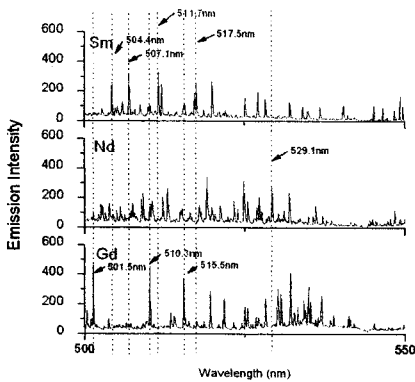 511.7nm
600
Sm
504.4nm
517.5nm
400
507.1nm
200
0
600
Nd
529.1nm
400
200
0
600
Gd
501.5nm
510.3nm
515.5nm
400
200
0
500
550
Wavelength (nm)
Emission Intensity